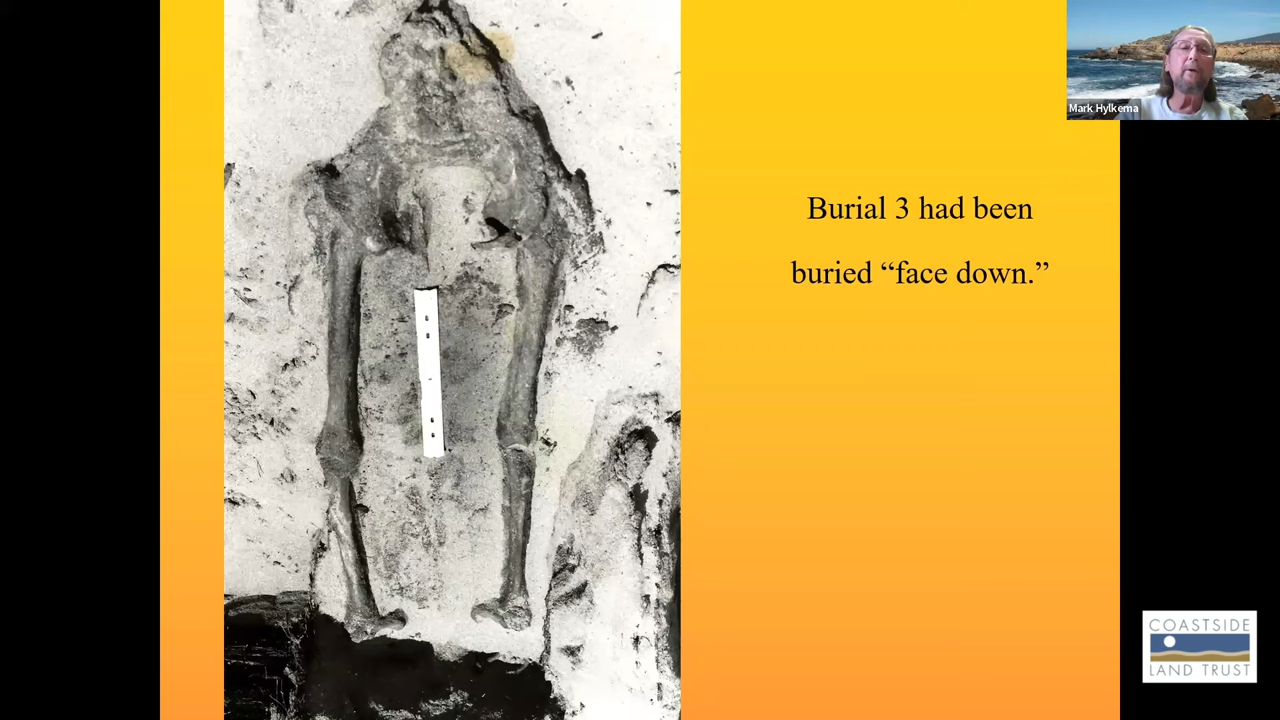 Mark Hylkema
Burial 3 had been
buried “face down.”
COASTSIDE
LAND TRUST